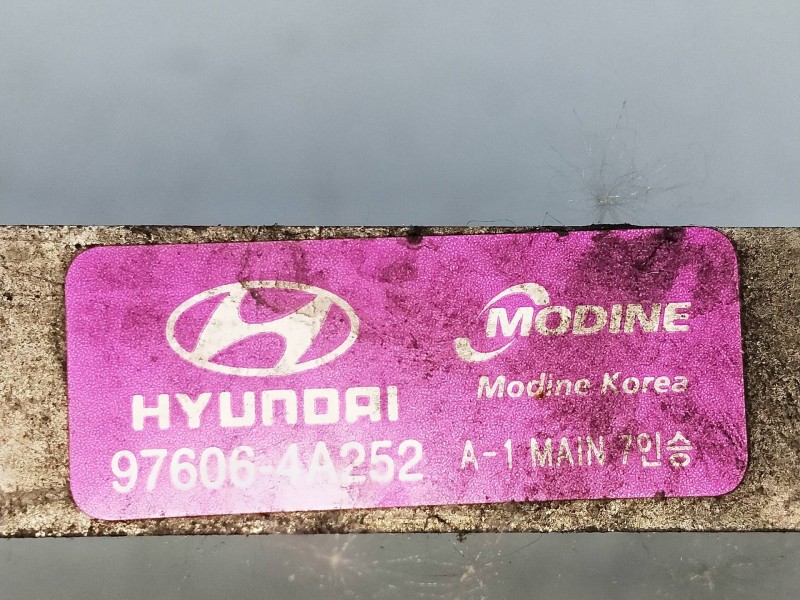 HYUNDAI
97606-4A252
MODINE
Modine Korea
A-1 MAIN 7인승